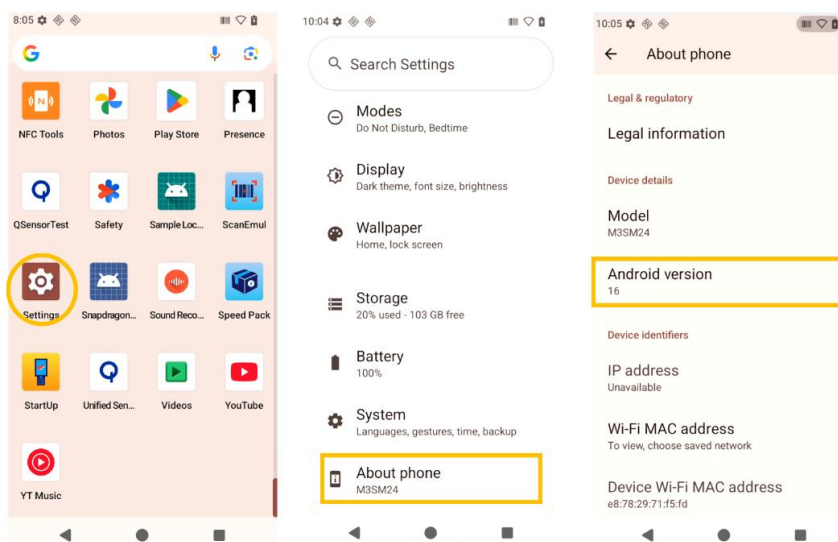 8:05
NFC Tools
Photos
Play Store
Presence
QSensorTest
Safety
Sample Loc...
ScanEmul
Settings
Snapdragon...
Sound Reco...
Speed Pack
StartUp
Unified Sen...
Videos
YouTube
YT Music
10:04
Search Settings
Modes
Do Not Disturb, Bedtime
Display
Dark theme, font size, brightness
Wallpaper
Home, lock screen
Storage
20% used - 103 GB free
Battery
100%
System
Languages, gestures, time, backup
About phone
M3SM24
10:05
About phone
Legal & regulatory
Legal information
Device details
Model
M3SM24
Android version
16
Device identifiers
IP address
Unavailable
Wi-Fi MAC address
To view, choose saved network
Device Wi-Fi MAC address
e8:78:29:71:f5:fd